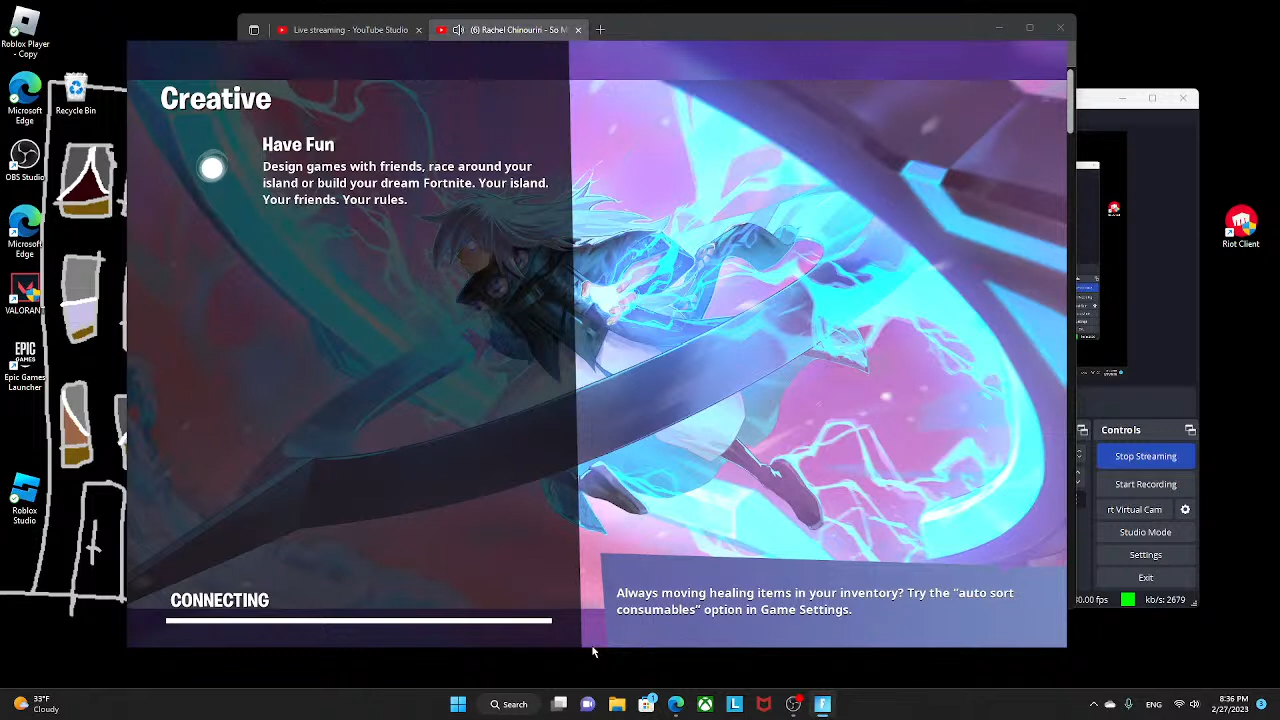 Live streaming - YouTube Studio
(6) Rachel Chinouriri - So M
Roblox Player
- Copy
Microsoft
Edge
Recycle Bin
OBS Studio
Microsoft
Edge
VALORANT
EPIC
GAMES
Epic Games
Launcher
Roblox
Studio
Creative
Have Fun
Design games with friends, race around your
island or build your dream Fortnite. Your island.
Your friends. Your rules.
CONNECTING
Always moving healing items in your inventory? Try the “auto sort
consumables” option in Game Settings.
Riot Client
Controls
Stop Streaming
Start Recording
rt Virtual Cam
Studio Mode
Settings
Exit
0.00 fps
kb/s: 2679
33°F
Cloudy
Search
1
L
ENG
8:36 PM
2/27/2023
3